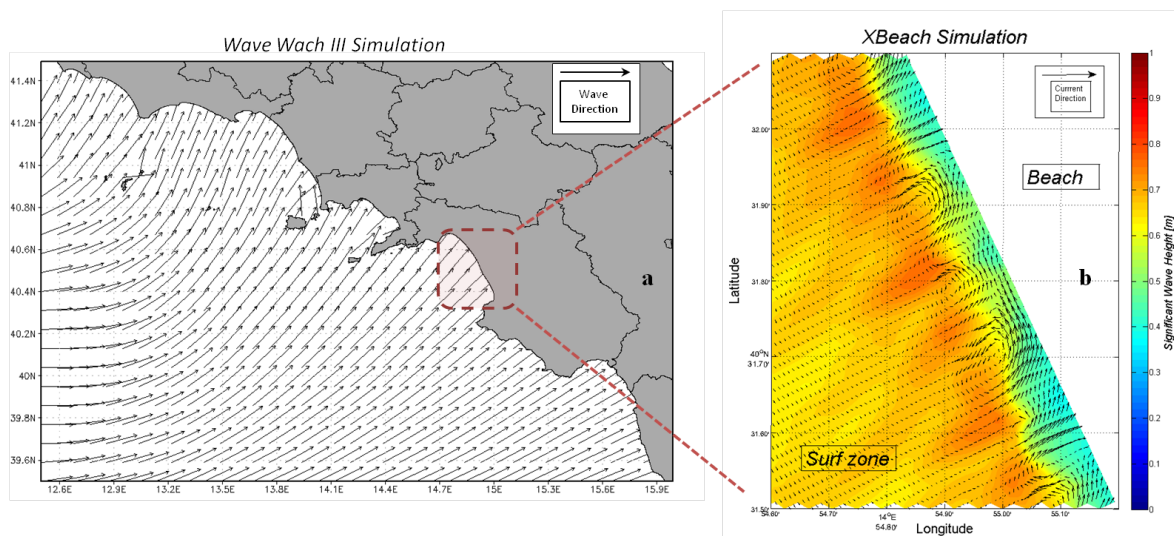 Wave Wach III Simulation
41.4N
41.2N
41N
40.8N
40.6N
40.4N
40.2N
40N
39.8N
39.6N
12.6E
12.9E
13.2E
13.5E
13.8E
14.1E
14.4E
14.7E
15E
15.3E
15.6E
15.9E
Wave
Direction
a
XBeach Simulation
Currrent
Direction
Beach
b
Surf zone
Latitude
32.00'
31.90'
31.80'
40°N
31.70'
31.60'
31.50'
54.60'
54.70'
14°E
54.80'
54.90'
55.00'
55.10'
Longitude
1
0.9
0.8
0.7
0.6
0.5
0.4
0.3
0.2
0.1
0
Significant Wave Height [m]